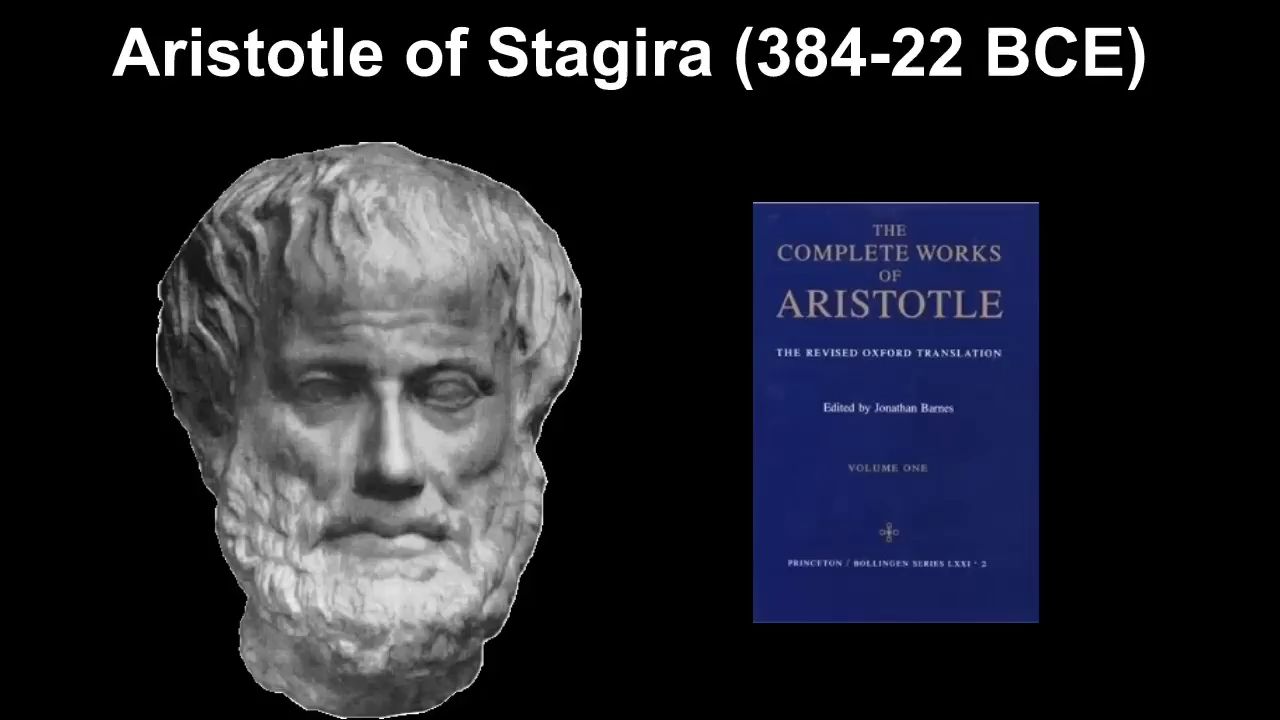 Aristotle of Stagira (384-22 BCE)
THE
COMPLETE WORKS
OF
ARISTOTLE
THE REVISED OXFORD TRANSLATION
Edited by Jonathan Barnes
VOLUME ONE
PRINCETON / BOLLINGEN SERIES LXXI · 2